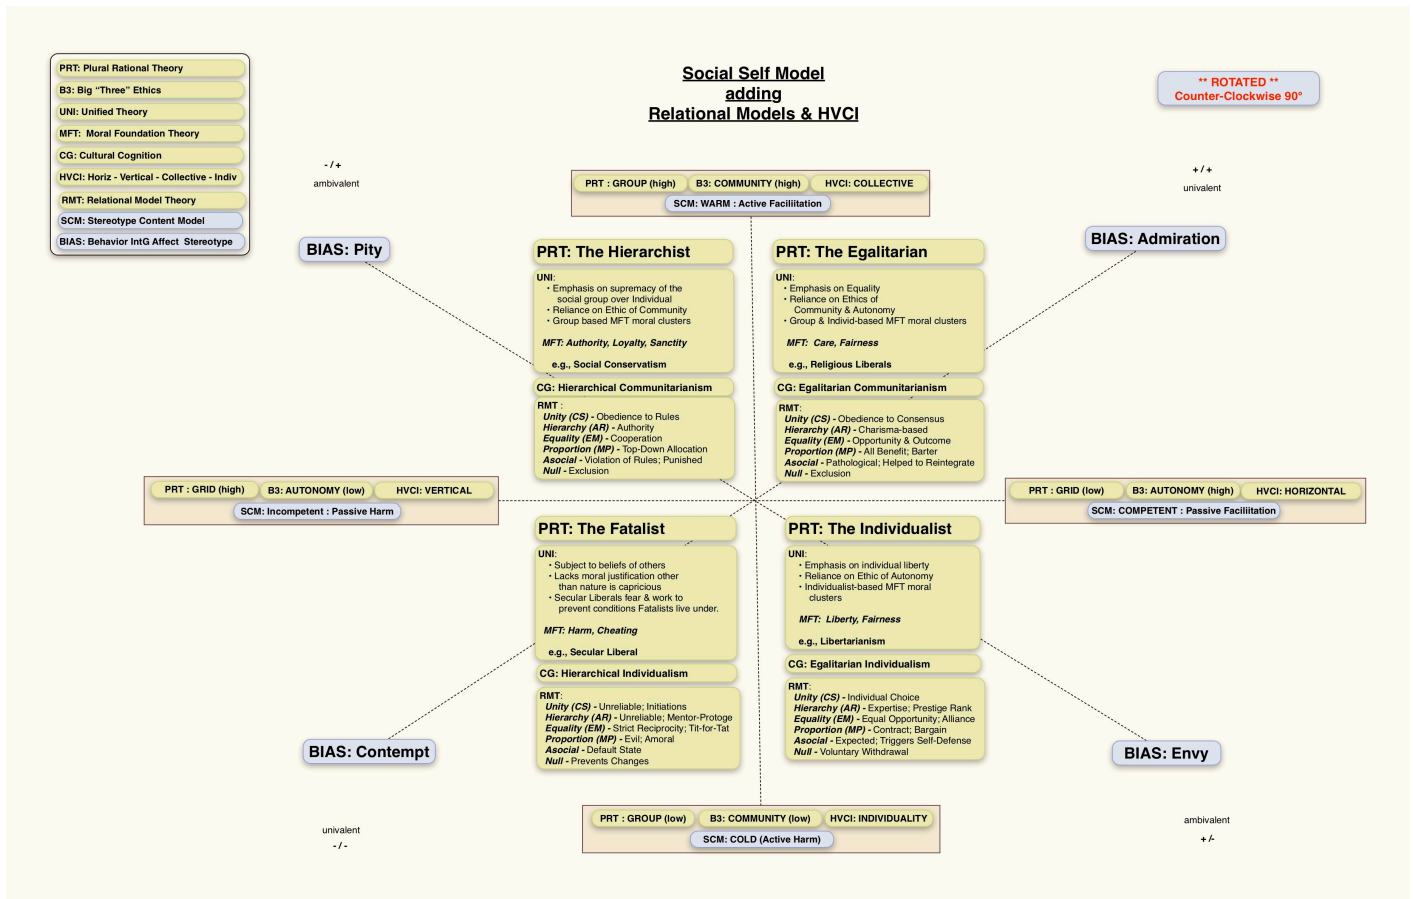 PRT: Plural Rational Theory
B3: Big “Three” Ethics
UNI: Unified Theory
MFT:  Moral Foundation Theory
CG: Cultural Cognition
HVCI: Horiz - Vertical - Collective - Indiv
RMT: Relational Model Theory
SCM: Stereotype Content Model
BIAS: Behavior IntG Affect  Stereotype
Social Self Model
adding
Relational Models & HVCI
** ROTATED **
Counter-Clockwise 90°
- / +
ambivalent
+ / +
univalent
PRT : GROUP (high)
B3: COMMUNITY (high)
HVCI: COLLECTIVE
SCM: WARM : Active Faciliitation
BIAS: Pity
BIAS: Admiration
PRT: The Hierarchist
UNI:
• Emphasis on supremacy of the
social group over Individual
• Reliance on Ethic of Community
• Group based MFT moral clusters
MFT: Authority, Loyalty, Sanctity
e.g., Social Conservatism
CG: Hierarchical Communitarianism
RMT :
Unity (CS) - Obedience to Rules
Hierarchy (AR) - Authority
Equality (EM) - Cooperation
Proportion (MP) - Top-Down Allocation
Asocial - Violation of Rules; Punished
Null - Exclusion
PRT: The Egalitarian
UNI:
• Emphasis on Equality
• Reliance on Ethics of
Community & Autonomy
• Group & Individ-based MFT moral clusters
MFT:  Care, Fairness
e.g., Religious Liberals
CG: Egalitarian Communitarianism
RMT:
Unity (CS) - Obedience to Consensus
Hierarchy (AR) - Charisma-based
Equality (EM) - Opportunity & Outcome
Proportion (MP) - All Benefit; Barter
Asocial - Pathological; Helped to Reintegrate
Null - Exclusion
PRT : GRID (high)
B3: AUTONOMY (low)
HVCI: VERTICAL
SCM: Incompetent : Passive Harm
PRT : GRID (low)
B3: AUTONOMY (high)
HVCI: HORIZONTAL
SCM: COMPETENT : Passive Faciliitation
PRT: The Fatalist
UNI:
• Subject to beliefs of others
• Lacks moral justification other
than nature is capricious
• Secular Liberals fear & work to
prevent conditions Fatalists live under.
MFT: Harm, Cheating
e.g., Secular Liberal
CG: Hierarchical Individualism
RMT:
Unity (CS) - Unreliable; Initiations
Hierarchy (AR) - Unreliable; Mentor-Protoge
Equality (EM) - Strict Reciprocity; Tit-for-Tat
Proportion (MP) - Evil; Amoral
Asocial - Default State
Null - Prevents Changes
PRT: The Individualist
UNI:
• Emphasis on individual liberty
• Reliance on Ethic of Autonomy
• Individualist-based MFT moral
clusters
MFT:  Liberty, Fairness
e.g., Libertarianism
CG: Egalitarian Individualism
RMT:
Unity (CS) - Individual Choice
Hierarchy (AR) - Expertise; Prestige Rank
Equality (EM) - Equal Opportunity; Alliance
Proportion (MP) - Contract; Bargain
Asocial - Expected; Triggers Self-Defense
Null - Voluntary Withdrawal
BIAS: Contempt
BIAS: Envy
PRT : GROUP (low)
B3: COMMUNITY (low)
HVCI: INDIVIDUALITY
SCM: COLD (Active Harm)
univalent
- / -
ambivalent
+ /-